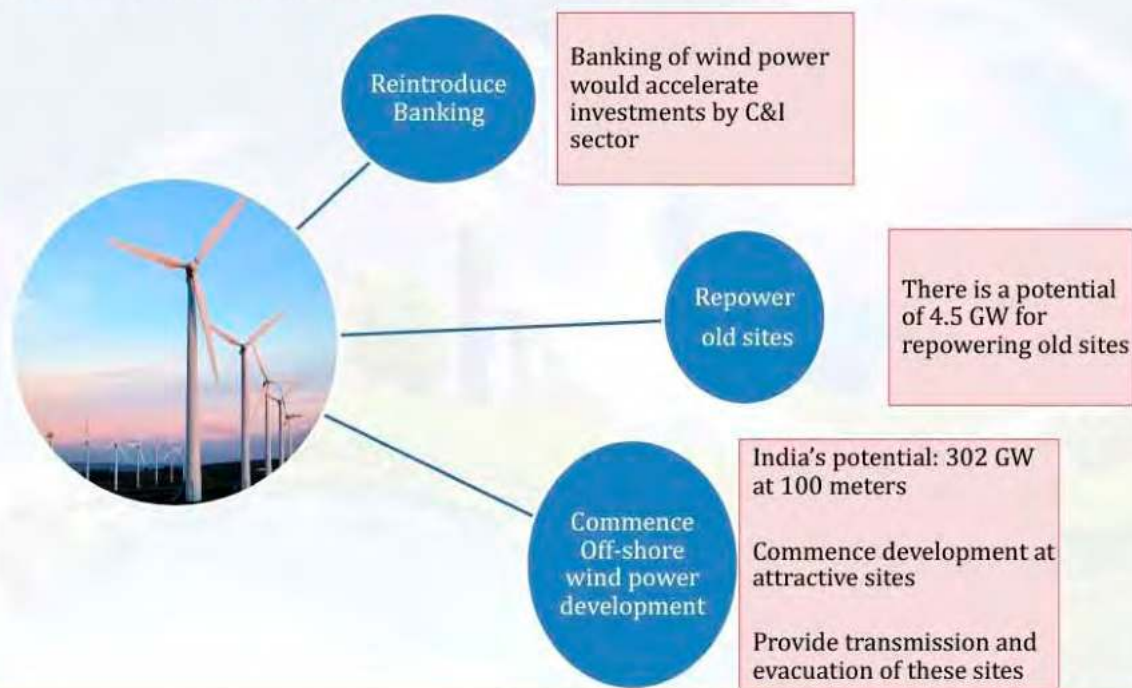 Reintroduce
Banking
Banking of wind power
would accelerate
investments by C&I
sector
Repower
old sites
There is a potential
of 4.5 GW for
repowering old sites
Commence
Off-shore
wind power
development
India’s potential: 302 GW
at 100 meters
Commence development at
attractive sites
Provide transmission and
evacuation of these sites